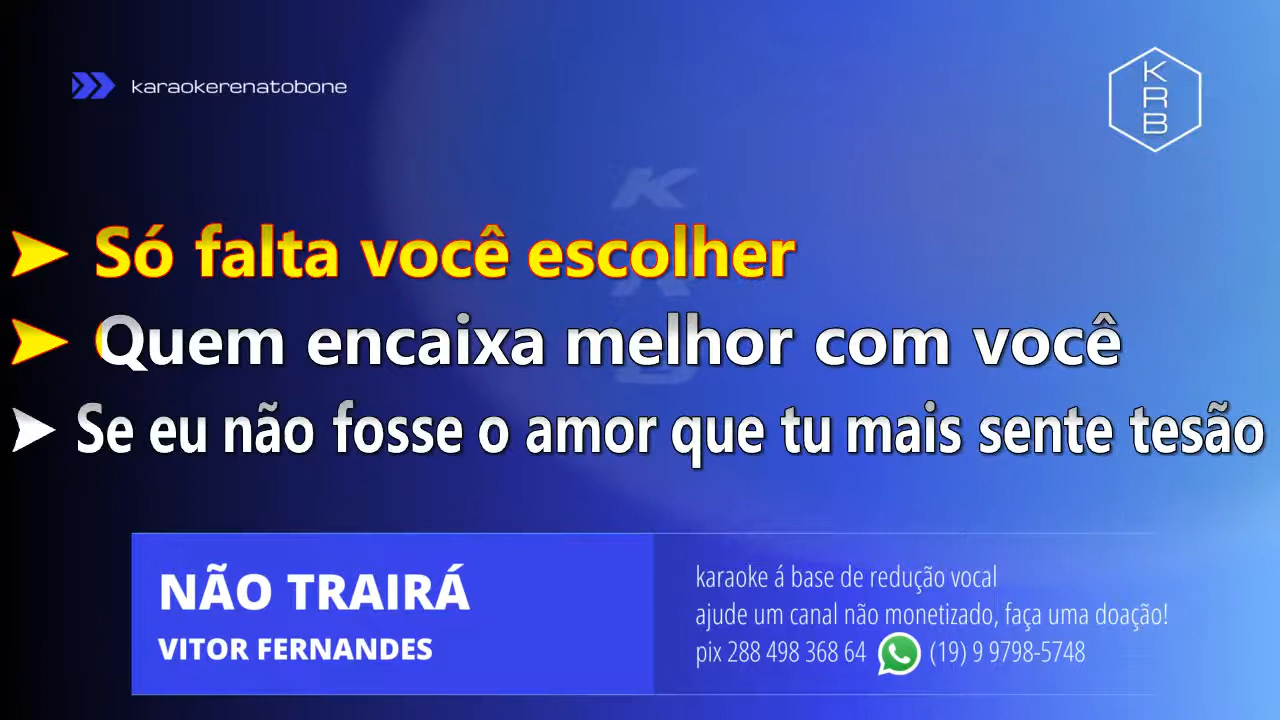 karaokerenatobone
K
R
B
➤ Só falta você escolher
➤ Quem encaixa melhor com você
➤ Se eu não fosse o amor que tu mais sente tesão
NÃO TRAIRÁ
VITOR FERNANDES
karaoke á base de redução vocal
ajude um canal não monetizado, faça uma doação!
pix 288 498 368 64 (19) 9 9798-5748